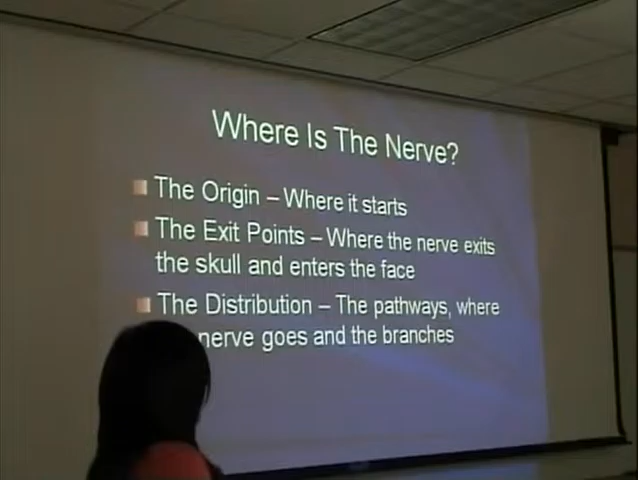 Where Is The Nerve?
The Origin – Where it starts
The Exit Points – Where the nerve exits
the skull and enters the face
The Distribution – The pathways, where
nerve goes and the branches